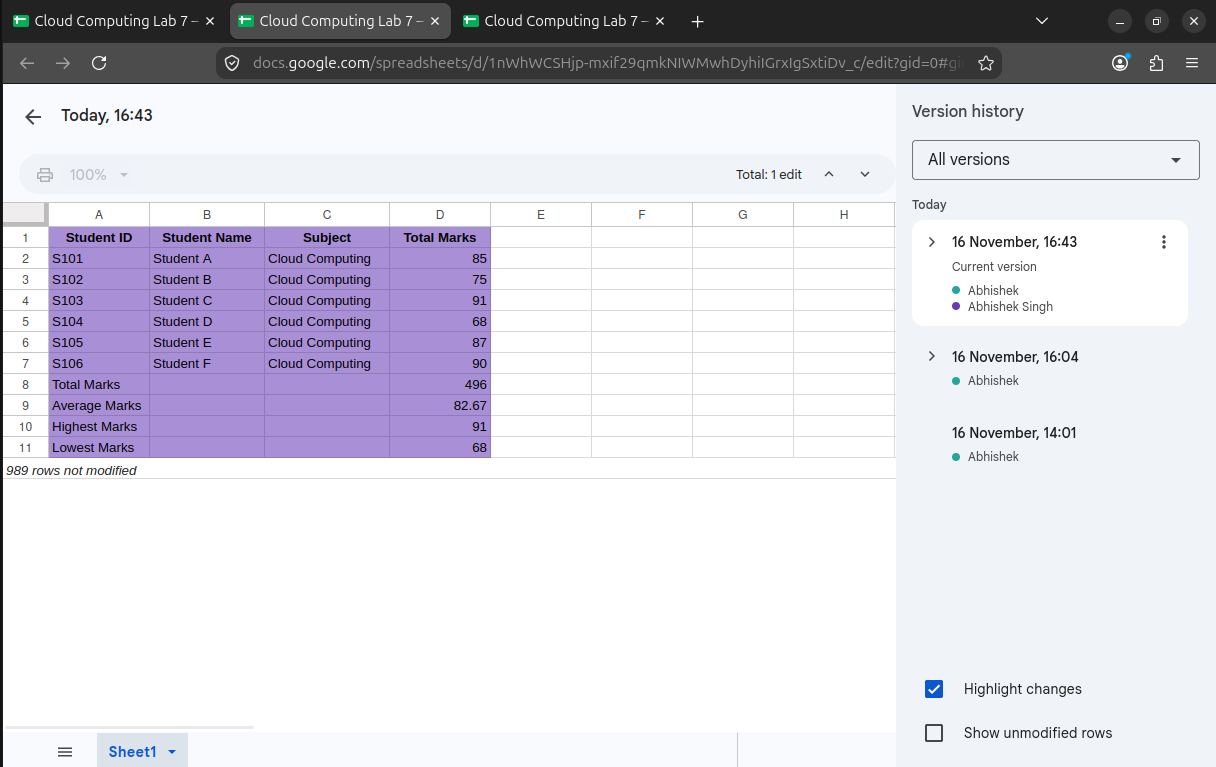 Cloud Computing Lab 7 –
Cloud Computing Lab 7 –
Cloud Computing Lab 7 –
docs.google.com/spreadsheets/d/1nWhWCSHjp-mxif29qmkNIWMwhDyhiIGrxIgSxtiDv_c/edit?gid=0#gi
Today, 16:43
100%
Total: 1 edit
A B C D E F G H
1 Student ID Student Name Subject Total Marks
2 S101 Student A Cloud Computing 85
3 S102 Student B Cloud Computing 75
4 S103 Student C Cloud Computing 91
5 S104 Student D Cloud Computing 68
6 S105 Student E Cloud Computing 87
7 S106 Student F Cloud Computing 90
8 Total Marks 496
9 Average Marks 82.67
10 Highest Marks 91
11 Lowest Marks 68
989 rows not modified
Sheet1
Version history
All versions
Today
16 November, 16:43
Current version
Abhishek
Abhishek Singh
16 November, 16:04
Abhishek
16 November, 14:01
Abhishek
Highlight changes
Show unmodified rows